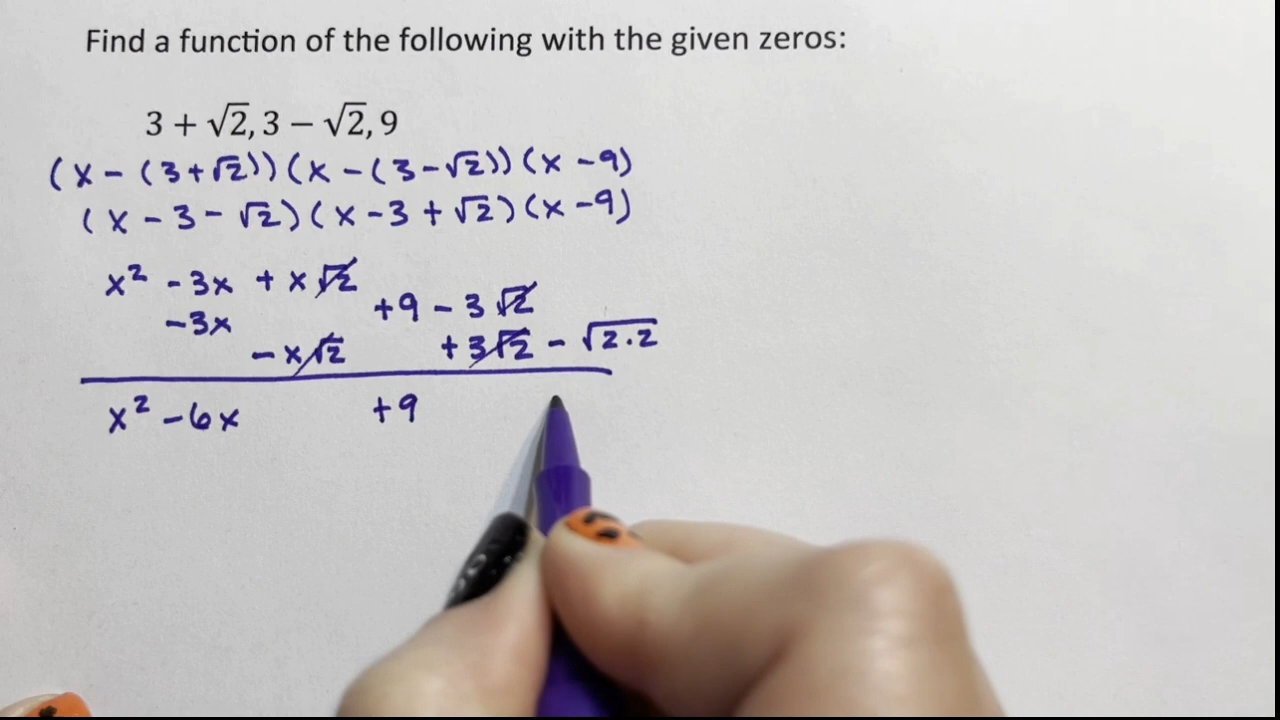 Find a function of the following with the given zeros:
3 + √2, 3 − √2, 9
(x - (3+√2))(x - (3-√2))(x - 9)
(x - 3 - √2)(x - 3 + √2)(x - 9)
x² - 3x + x√2
+9 - 3√2
-3x
-x√2 +3√2 - √2·2
x² - 6x +9